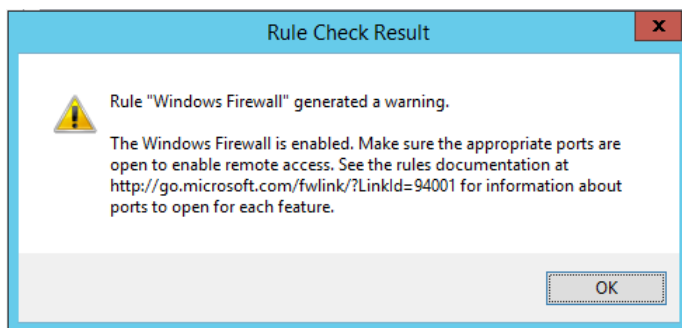 Rule Check Result
x
Rule "Windows Firewall" generated a warning.
The Windows Firewall is enabled. Make sure the appropriate ports are
open to enable remote access. See the rules documentation at
http://go.microsoft.com/fwlink/?LinkId=94001 for information about
ports to open for each feature.
OK